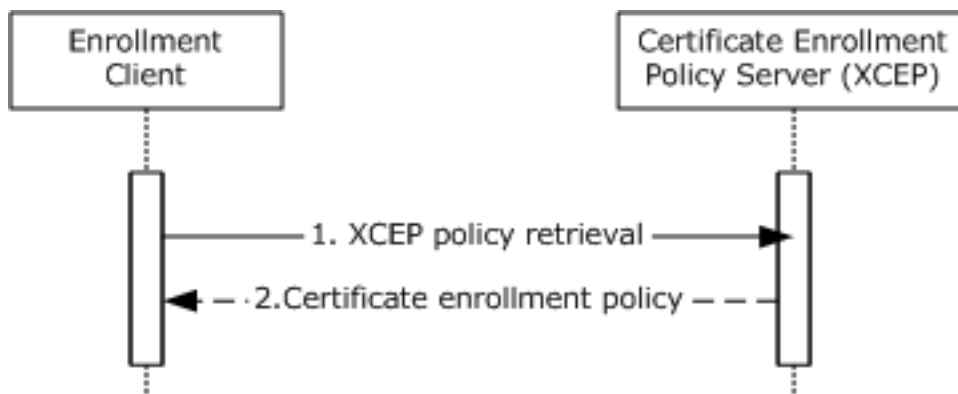 Enrollment
Client
Certificate Enrollment
Policy Server (XCEP)
1. XCEP policy retrieval
2.Certificate enrollment policy